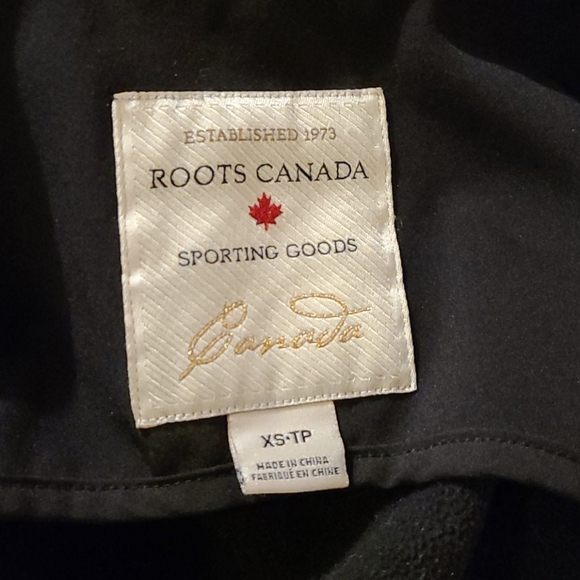 ESTABLISHED 1973
ROOTS CANADA
SPORTING GOODS
Canada
XS•TP
MADE IN CHINA
FABRIQUÉ EN CHINE